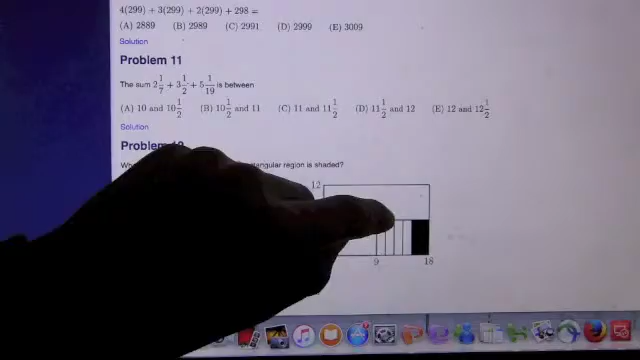 4(299) + 3(299) + 2(299) + 298 =
(A) 2889 (B) 2989 (C) 2991 (D) 2999 (E) 3009
Solution
Problem 11
The sum 2 1/7 + 3 1/2 + 5 1/19 is between
(A) 10 and 10 1/2 (B) 10 1/2 and 11 (C) 11 and 11 1/2 (D) 11 1/2 and 12 (E) 12 and 12 1/2
Solution
region is shaded?
12
9 18